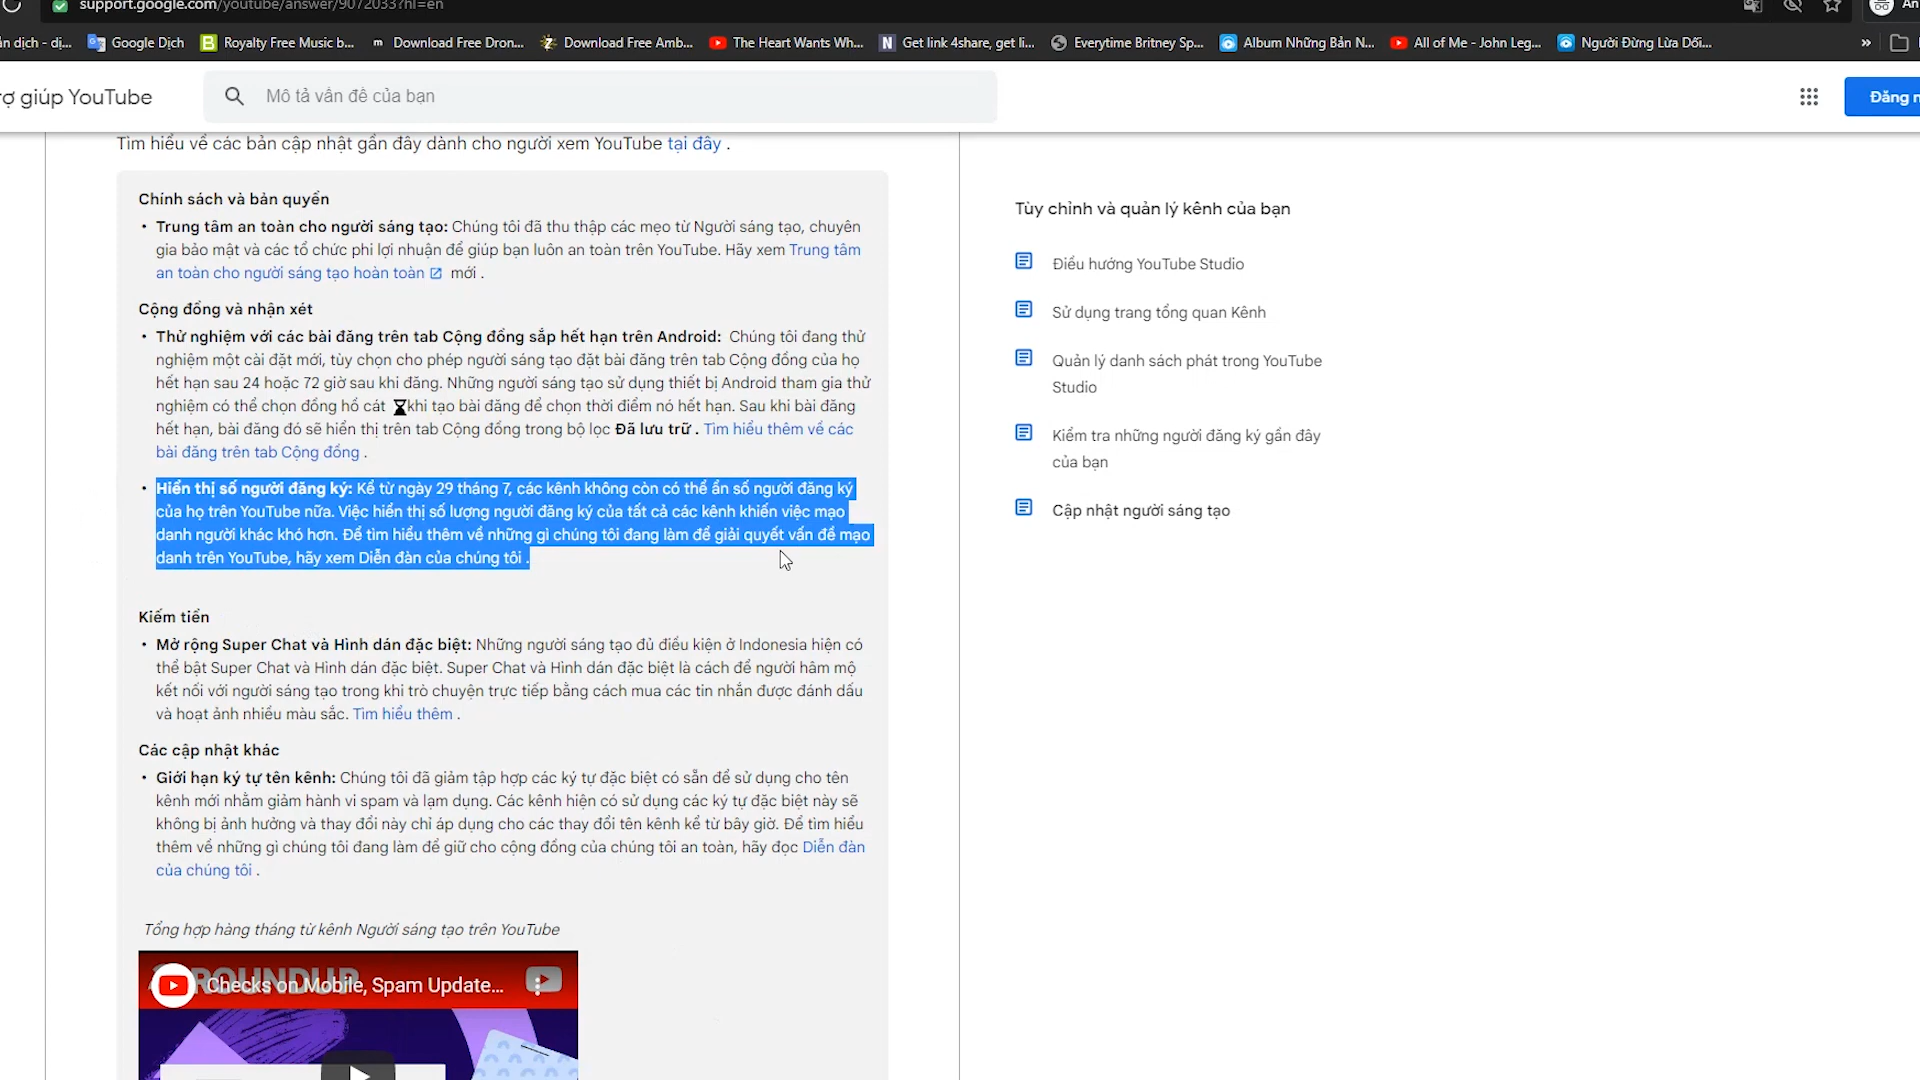 support.google.com/youtube/answer/9072033?hl=en
ản dịch - dị...
Google Dịch
Royalty Free Music b...
Download Free Dron...
Download Free Amb...
The Heart Wants Wh...
Get link 4share, get li...
Everytime Britney Sp...
Album Những Bản N...
All of Me - John Leg...
Người Đừng Lừa Dối...
»
rợ giúp YouTube
Mô tả vấn đề của bạn
Đăng n
Tìm hiểu về các bản cập nhật gần đây dành cho người xem YouTube tại đây .
Chính sách và bản quyền
• Trung tâm an toàn cho người sáng tạo: Chúng tôi đã thu thập các mẹo từ Người sáng tạo, chuyên
gia bảo mật và các tổ chức phi lợi nhuận để giúp bạn luôn an toàn trên YouTube. Hãy xem Trung tâm
an toàn cho người sáng tạo hoàn toàn mới .
Cộng đồng và nhận xét
• Thử nghiệm với các bài đăng trên tab Cộng đồng sắp hết hạn trên Android: Chúng tôi đang thử
nghiệm một cài đặt mới, tùy chọn cho phép người sáng tạo đặt bài đăng trên tab Cộng đồng của họ
hết hạn sau 24 hoặc 72 giờ sau khi đăng. Những người sáng tạo sử dụng thiết bị Android tham gia thử
nghiệm có thể chọn đồng hồ cát khi tạo bài đăng để chọn thời điểm nó hết hạn. Sau khi bài đăng
hết hạn, bài đăng đó sẽ hiển thị trên tab Cộng đồng trong bộ lọc Đã lưu trữ . Tìm hiểu thêm về các
bài đăng trên tab Cộng đồng .
• Hiển thị số người đăng ký: Kể từ ngày 29 tháng 7, các kênh không còn có thể ẩn số người đăng ký
của họ trên YouTube nữa. Việc hiển thị số lượng người đăng ký của tất cả các kênh khiến việc mạo
danh người khác khó hơn. Để tìm hiểu thêm về những gì chúng tôi đang làm để giải quyết vấn đề mạo
danh trên YouTube, hãy xem Diễn đàn của chúng tôi .
Kiếm tiền
• Mở rộng Super Chat và Hình dán đặc biệt: Những người sáng tạo đủ điều kiện ở Indonesia hiện có
thể bật Super Chat và Hình dán đặc biệt. Super Chat và Hình dán đặc biệt là cách để người hâm mộ
kết nối với người sáng tạo trong khi trò chuyện trực tiếp bằng cách mua các tin nhắn được đánh dấu
và hoạt ảnh nhiều màu sắc. Tìm hiểu thêm .
Các cập nhật khác
• Giới hạn ký tự tên kênh: Chúng tôi đã giảm tập hợp các ký tự đặc biệt có sẵn để sử dụng cho tên
kênh mới nhằm giảm hành vi spam và lạm dụng. Các kênh hiện có sử dụng các ký tự đặc biệt này sẽ
không bị ảnh hưởng và thay đổi này chỉ áp dụng cho các thay đổi tên kênh kể từ bây giờ. Để tìm hiểu
thêm về những gì chúng tôi đang làm để giữ cho cộng đồng của chúng tôi an toàn, hãy đọc Diễn đàn
của chúng tôi .
Tổng hợp hàng tháng từ kênh Người sáng tạo trên YouTube
ROUNDUP
Checks on Mobile, Spam Update...
Tùy chỉnh và quản lý kênh của bạn
Điều hướng YouTube Studio
Sử dụng trang tổng quan Kênh
Quản lý danh sách phát trong YouTube
Studio
Kiểm tra những người đăng ký gần đây
của bạn
Cập nhật người sáng tạo